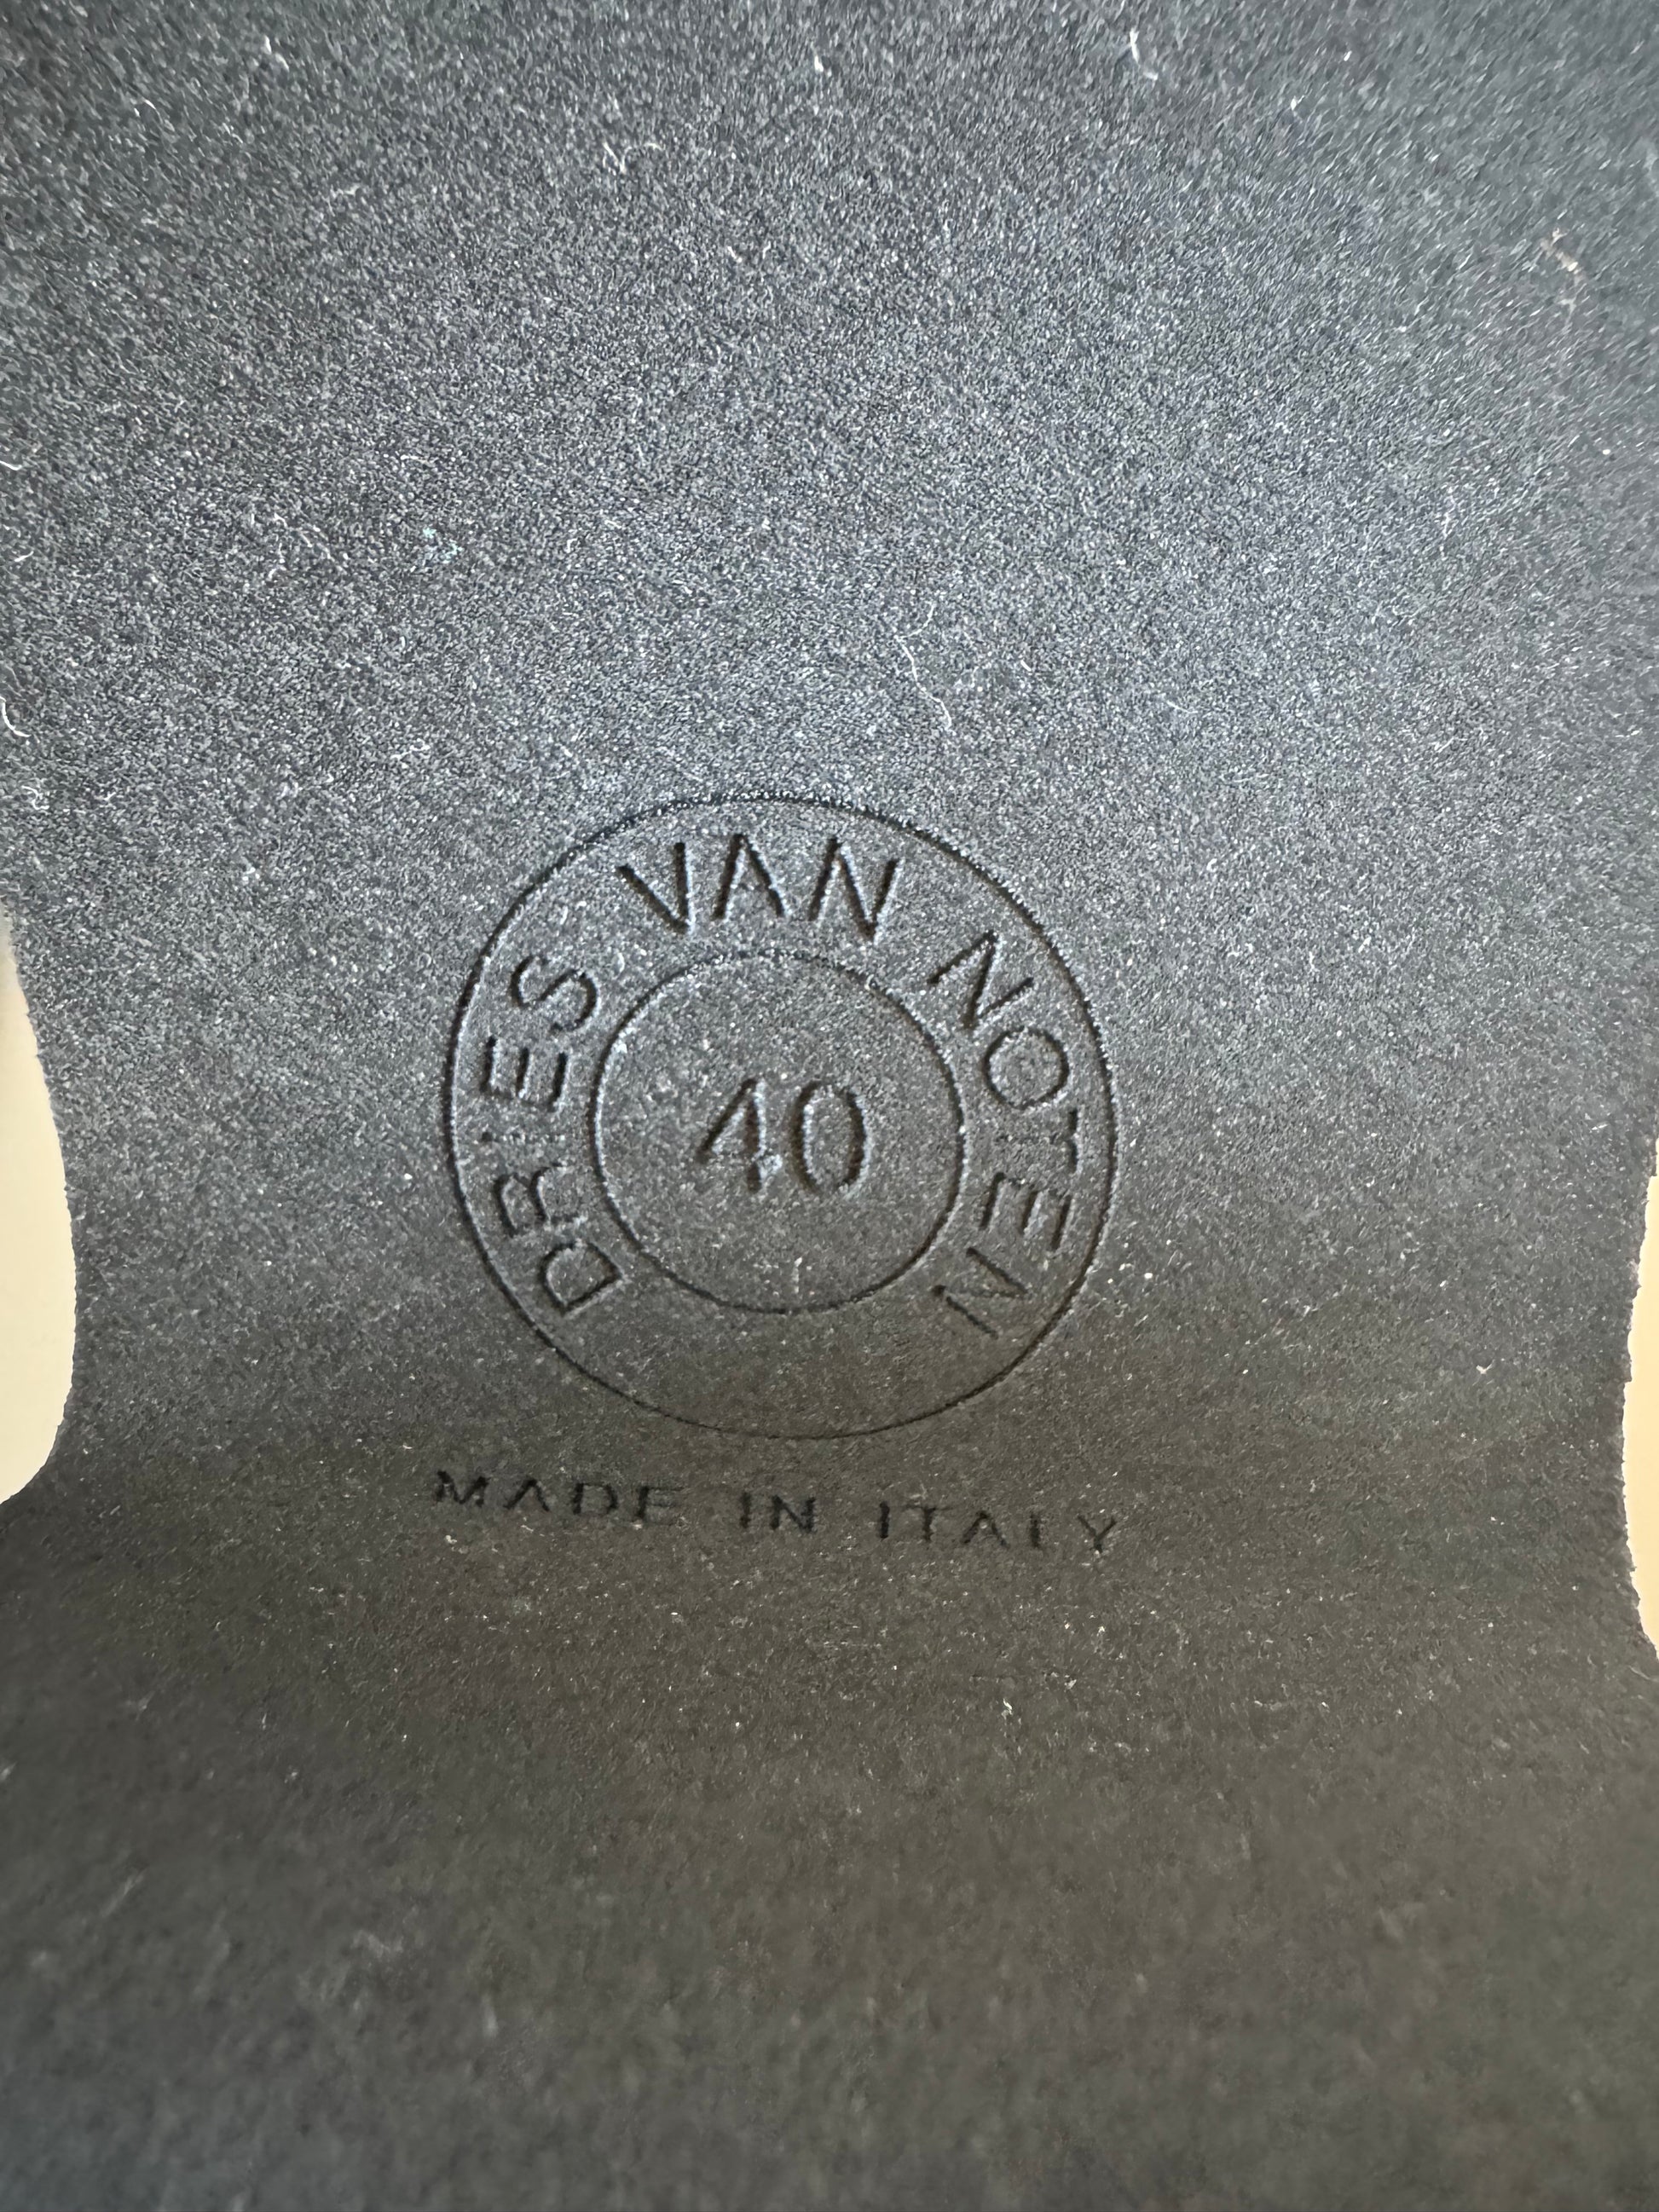 DRIES VAN NOTEN
40
MADE IN ITALY